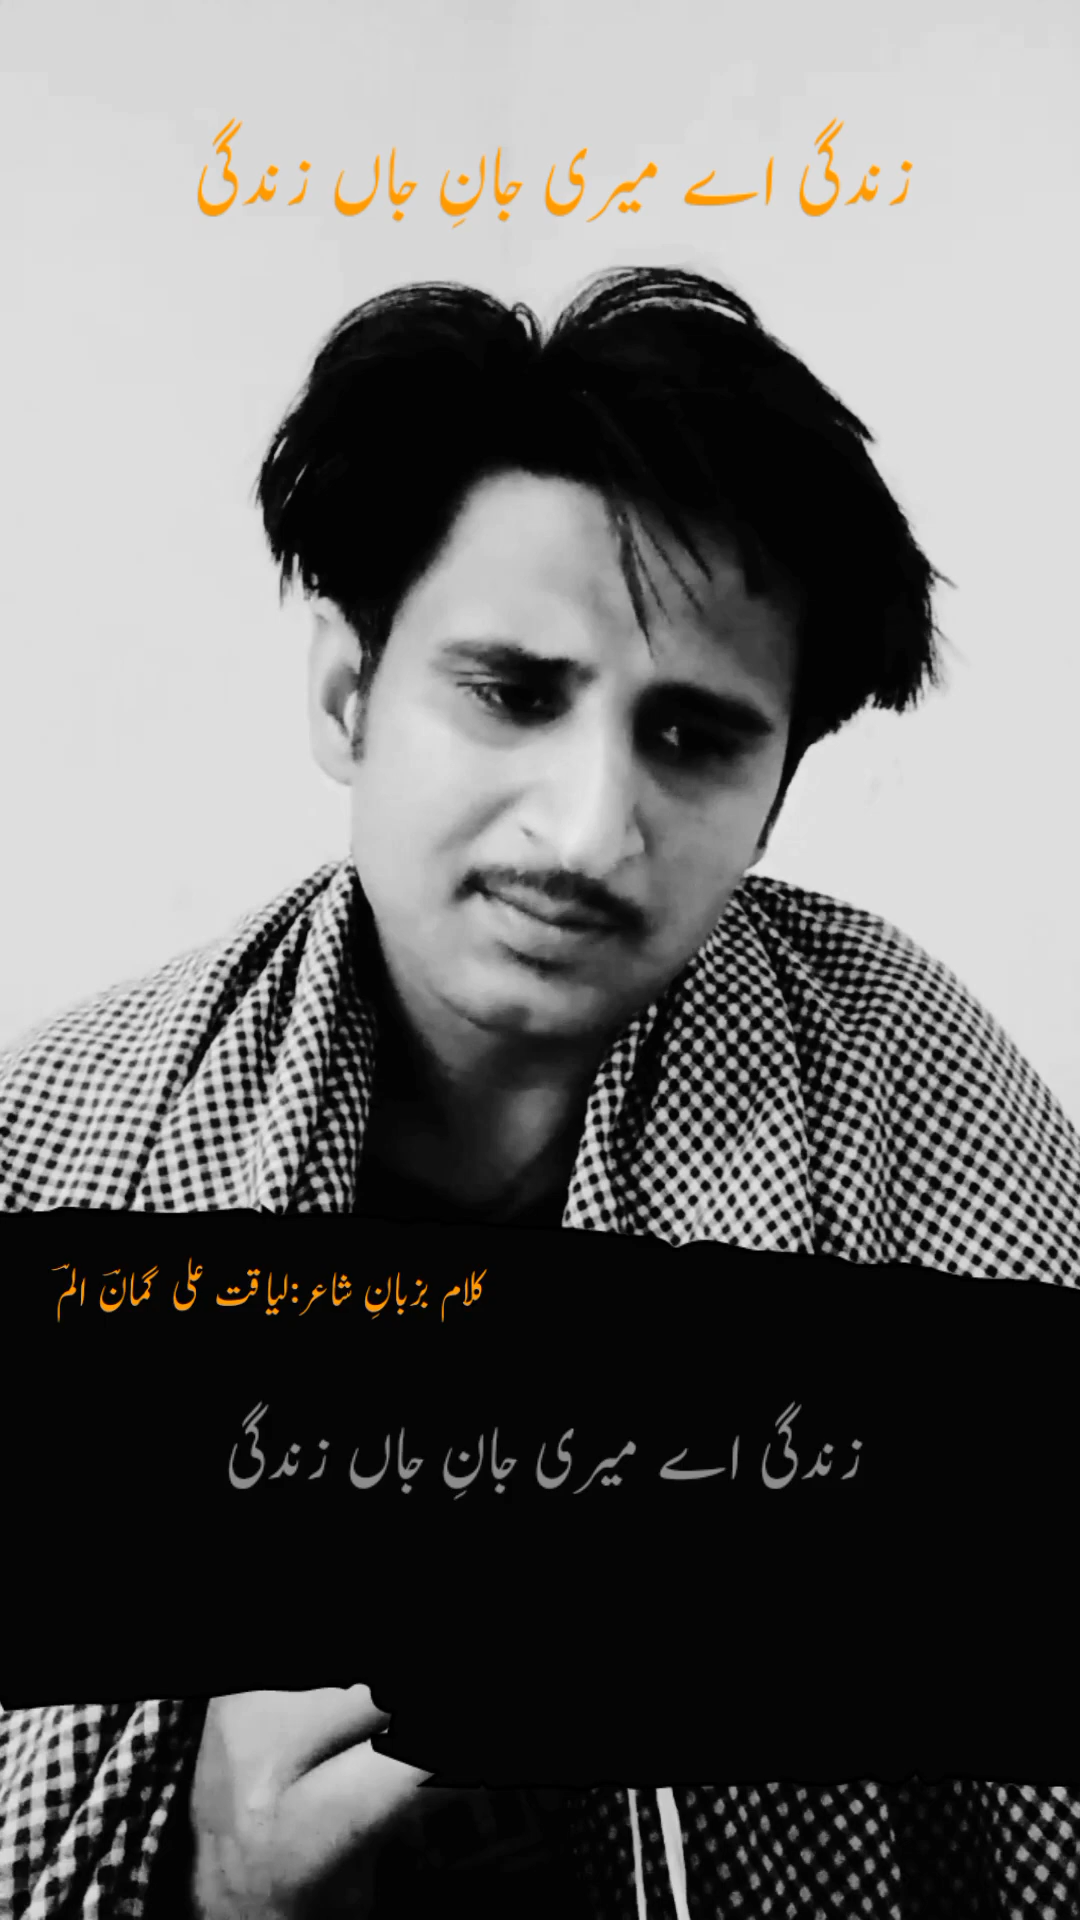 زندگی اے میری جانِ جاں زندگی
کلام بزبانِ شاعر:لیاقت علی گمانؔ المؔ
زندگی اے میری جانِ جاں زندگی